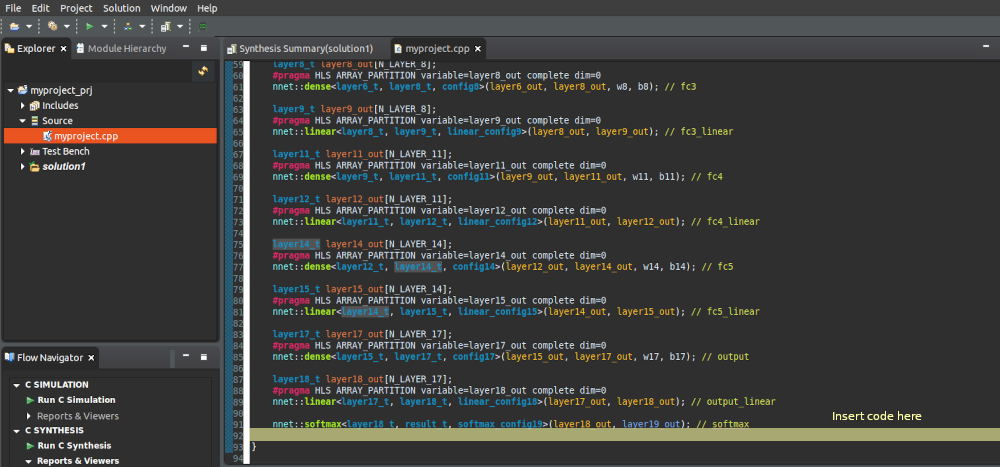 File Edit Project Solution Window Help
Explorer Module Hierarchy
myproject_prj
Includes
Source
myproject.cpp
Test Bench
solution1
Flow Navigator
C SIMULATION
Run C Simulation
Reports & Viewers
C SYNTHESIS
Run C Synthesis
Reports & Viewers
Synthesis Summary(solution1) myproject.cpp
59 layer8_t layer8_out[N_LAYER_8];
60 #pragma HLS ARRAY_PARTITION variable=layer8_out complete dim=0
61 nnet::dense<layer6_t, layer8_t, config8>(layer6_out, layer8_out, w8, b8); // fc3
62
63 layer9_t layer9_out[N_LAYER_8];
64 #pragma HLS ARRAY_PARTITION variable=layer9_out complete dim=0
65 nnet::linear<layer8_t, layer9_t, linear_config9>(layer8_out, layer9_out); // fc3_linear
66
67 layer11_t layer11_out[N_LAYER_11];
68 #pragma HLS ARRAY_PARTITION variable=layer11_out complete dim=0
69 nnet::dense<layer9_t, layer11_t, config11>(layer9_out, layer11_out, w11, b11); // fc4
70
71 layer12_t layer12_out[N_LAYER_11];
72 #pragma HLS ARRAY_PARTITION variable=layer12_out complete dim=0
73 nnet::linear<layer11_t, layer12_t, linear_config12>(layer11_out, layer12_out); // fc4_linear
74
75 layer14_t layer14_out[N_LAYER_14];
76 #pragma HLS ARRAY_PARTITION variable=layer14_out complete dim=0
77 nnet::dense<layer12_t, layer14_t, config14>(layer12_out, layer14_out, w14, b14); // fc5
78
79 layer15_t layer15_out[N_LAYER_14];
80 #pragma HLS ARRAY_PARTITION variable=layer15_out complete dim=0
81 nnet::linear<layer14_t, layer15_t, linear_config15>(layer14_out, layer15_out); // fc5_linear
82
83 layer17_t layer17_out[N_LAYER_17];
84 #pragma HLS ARRAY_PARTITION variable=layer17_out complete dim=0
85 nnet::dense<layer15_t, layer17_t, config17>(layer15_out, layer17_out, w17, b17); // output
86
87 layer18_t layer18_out[N_LAYER_17];
88 #pragma HLS ARRAY_PARTITION variable=layer18_out complete dim=0
89 nnet::linear<layer17_t, layer18_t, linear_config18>(layer17_out, layer18_out); // output_linear
90
Insert code here
91 nnet::softmax<layer18_t, result_t, softmax_config19>(layer18_out, layer19_out); // softmax
92
93 }
94